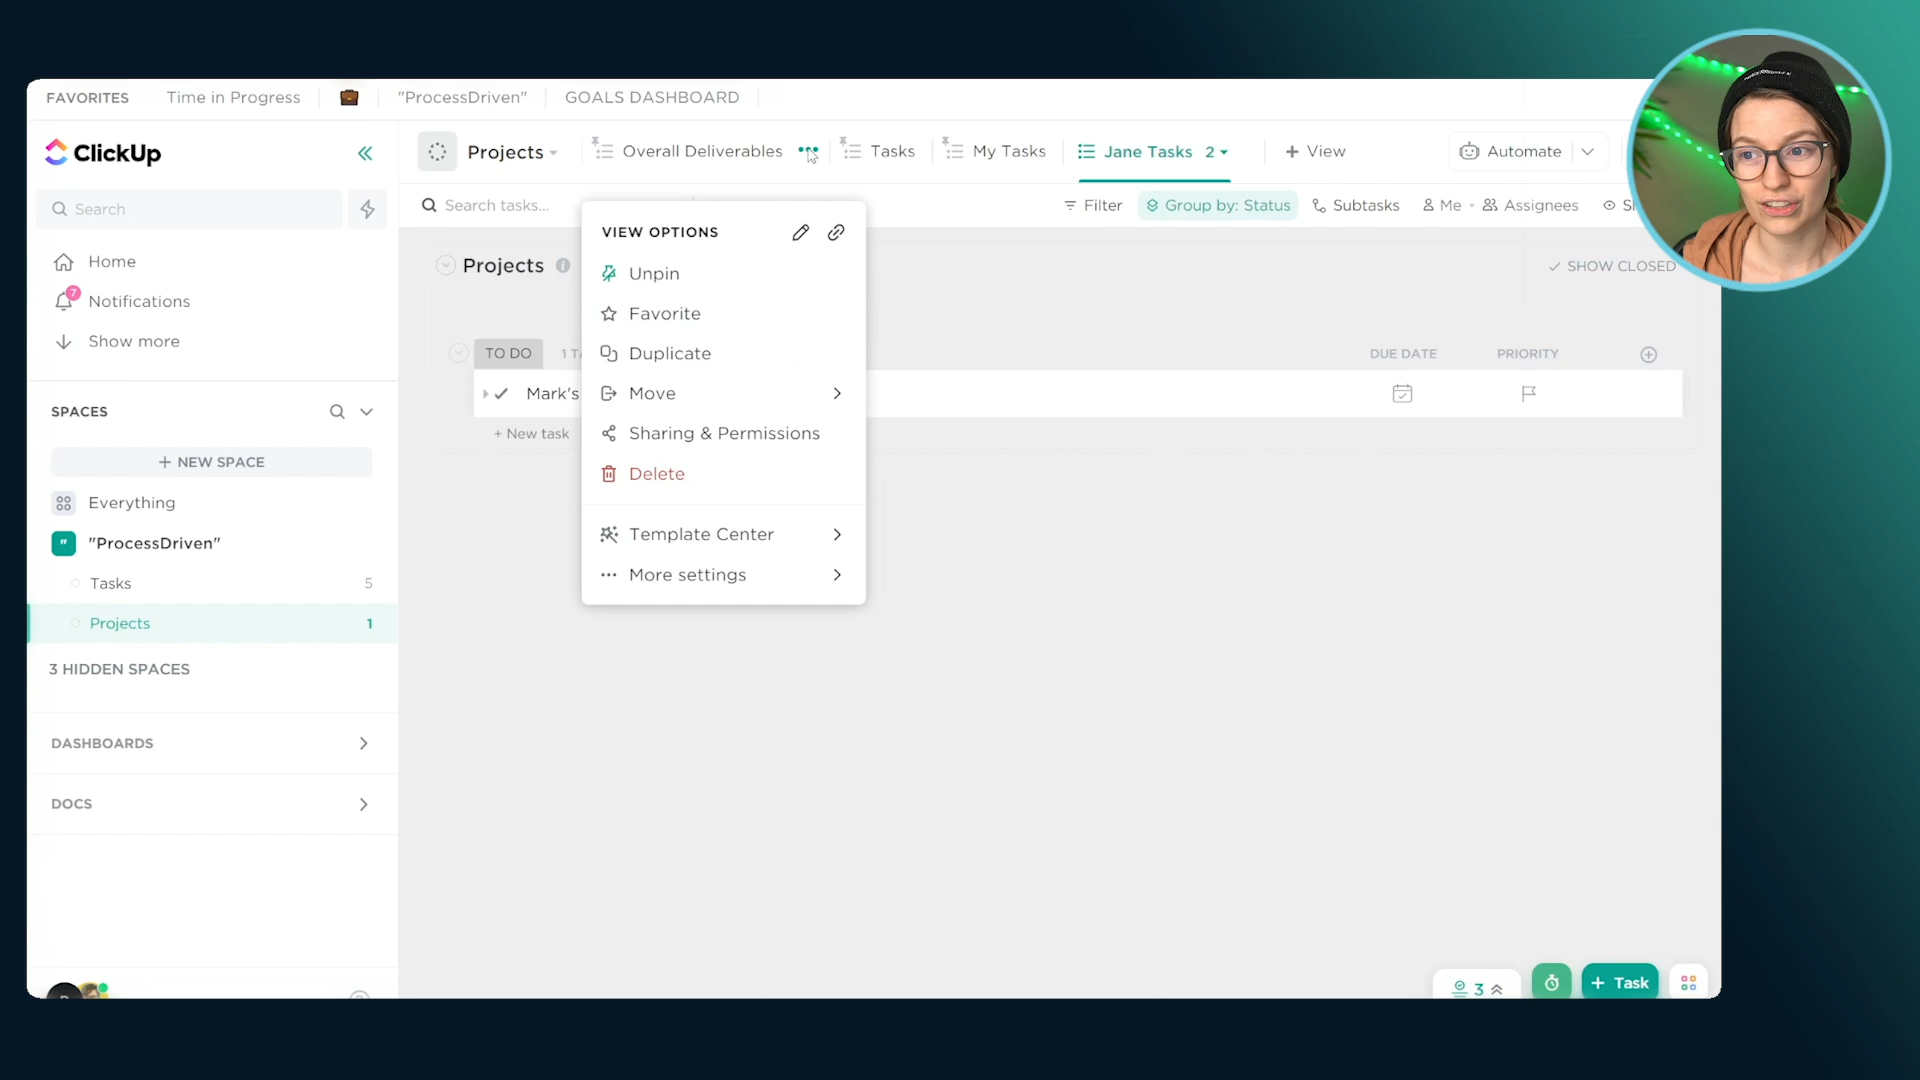 FAVORITES Time in Progress "ProcessDriven" GOALS DASHBOARD
ClickUp
Projects Overall Deliverables Tasks My Tasks Jane Tasks 2 + View Automate
Search
Search tasks... Filter Group by: Status Subtasks Me Assignees
VIEW OPTIONS
Home
Projects SHOW CLOSED
Unpin
7
Notifications
Favorite
Show more
TO DO Duplicate DUE DATE PRIORITY
Mark's Move
SPACES
+ New task Sharing & Permissions
+ NEW SPACE
Delete
Everything
Template Center
"ProcessDriven"
More settings
Tasks 5
Projects 1
3 HIDDEN SPACES
DASHBOARDS
DOCS
3 + Task